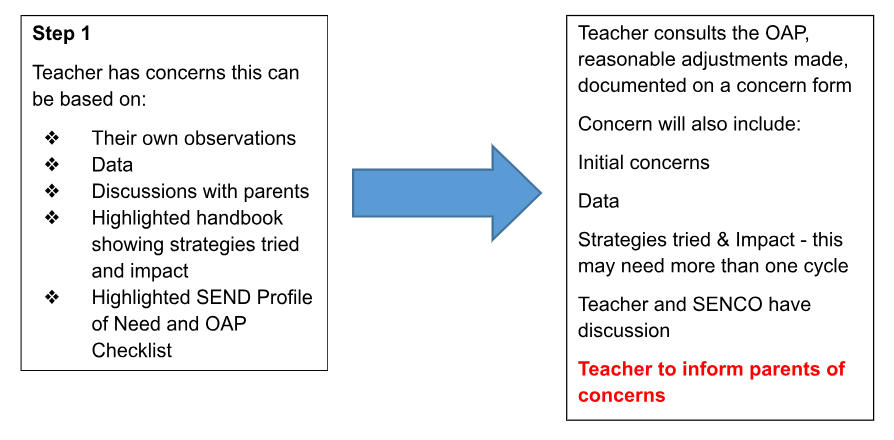 Step 1
Teacher has concerns this can
be based on:
❖ Their own observations
❖ Data
❖ Discussions with parents
❖ Highlighted handbook
showing strategies tried
and impact
❖ Highlighted SEND Profile
of Need and OAP
Checklist
Teacher consults the OAP,
reasonable adjustments made,
documented on a concern form
Concern will also include:
Initial concerns
Data
Strategies tried & Impact - this
may need more than one cycle
Teacher and SENCO have
discussion
Teacher to inform parents of
concerns